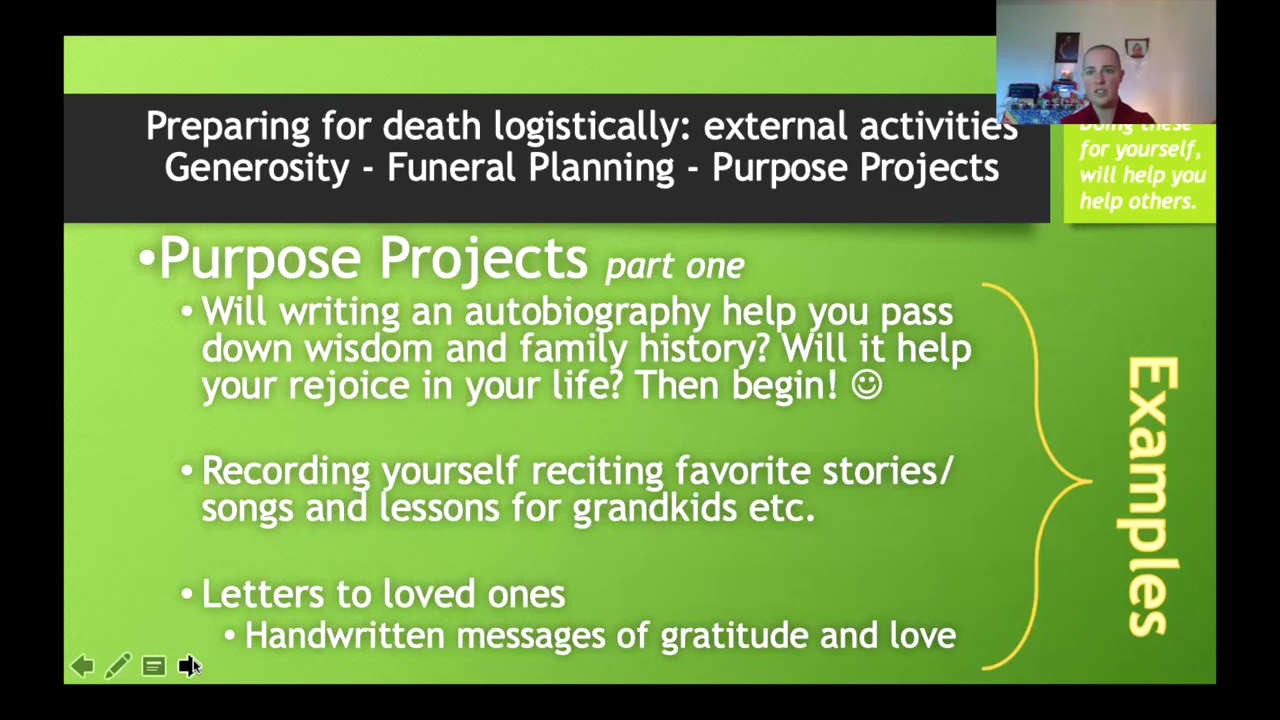 Preparing for death logistically: external activities
Generosity - Funeral Planning - Purpose Projects
Doing these
for yourself,
will help you
help others.
•Purpose Projects part one
• Will writing an autobiography help you pass
down wisdom and family history? Will it help
your rejoice in your life? Then begin! ☺
• Recording yourself reciting favorite stories/
songs and lessons for grandkids etc.
• Letters to loved ones
• Handwritten messages of gratitude and love
Examples